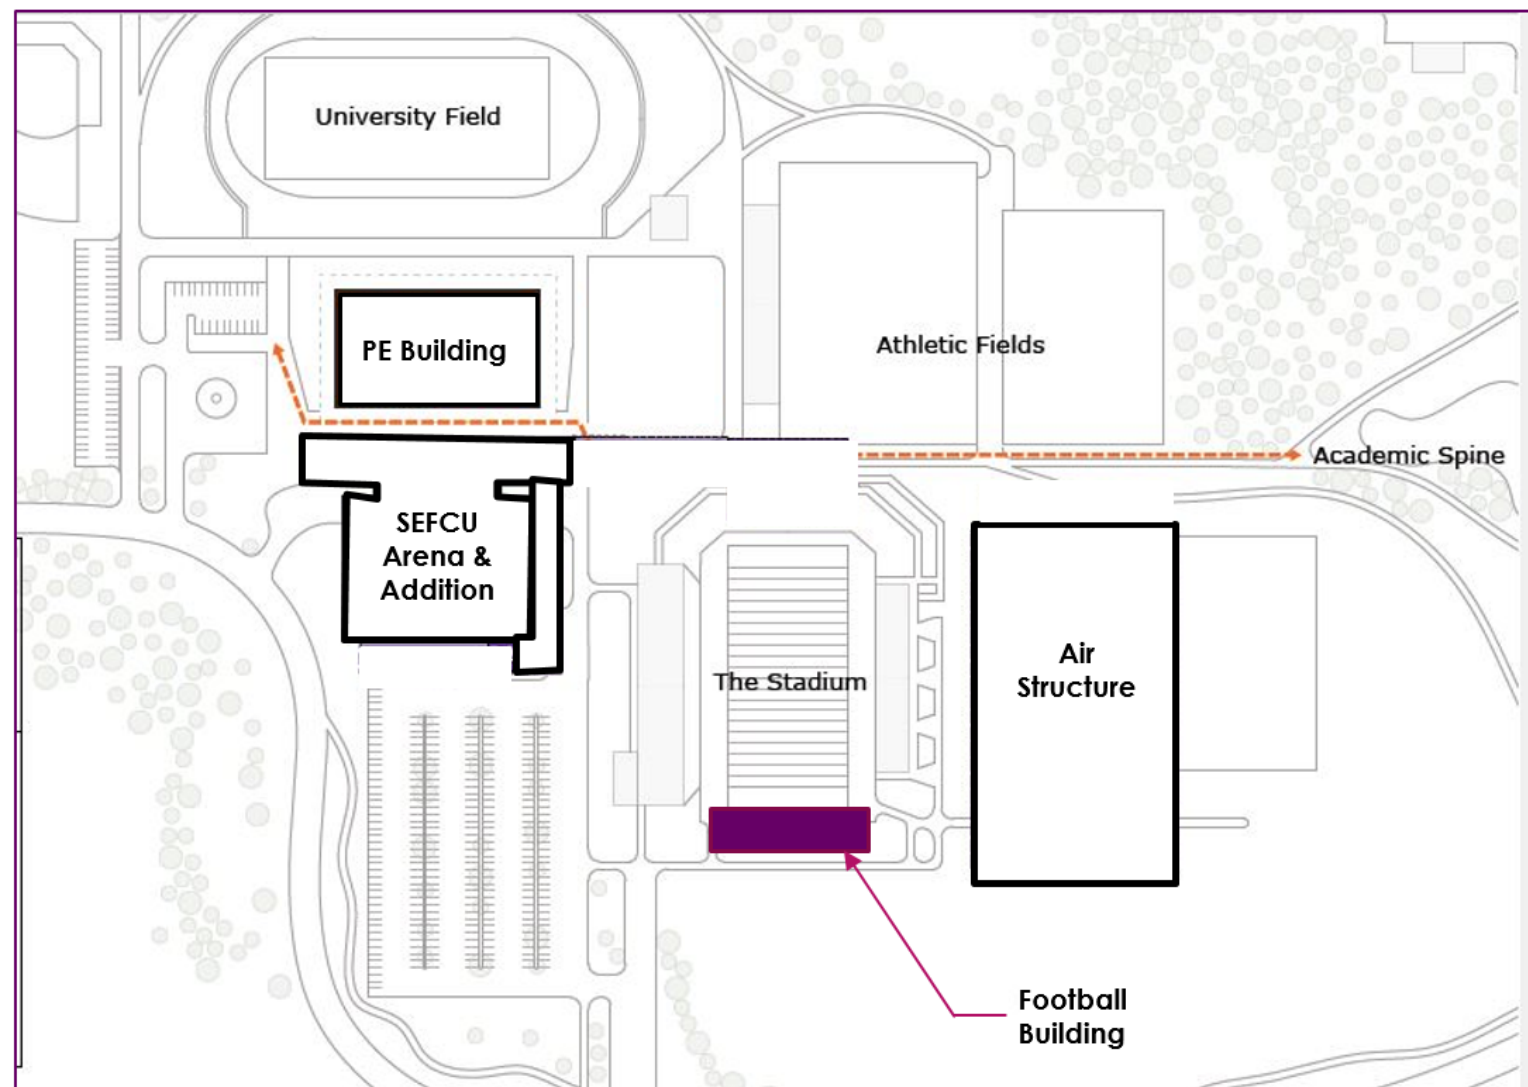 University Field
PE Building
Athletic Fields
Academic Spine
SEFCU
Arena &
Addition
Air
Structure
The Stadium
Football
Building